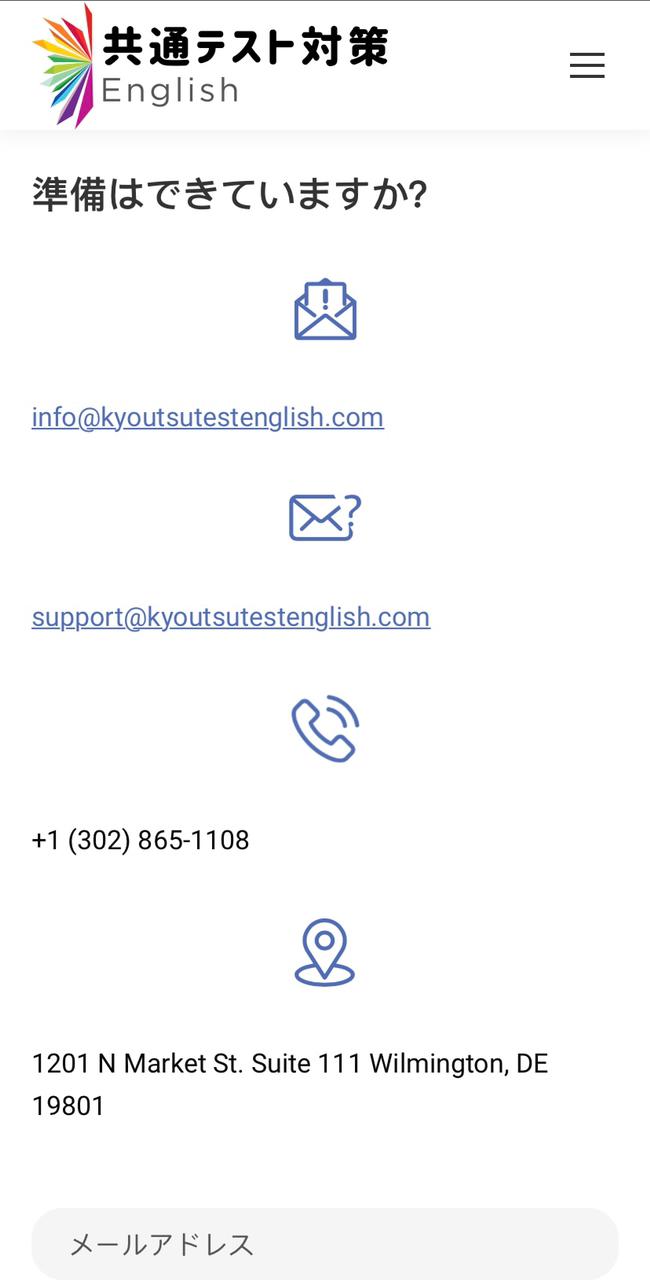 共通テスト対策
English
準備はできていますか?
info@kyoutsutestenglish.com
support@kyoutsutestenglish.com
+1 (302) 865-1108
1201 N Market St. Suite 111 Wilmington, DE
19801
メールアドレス